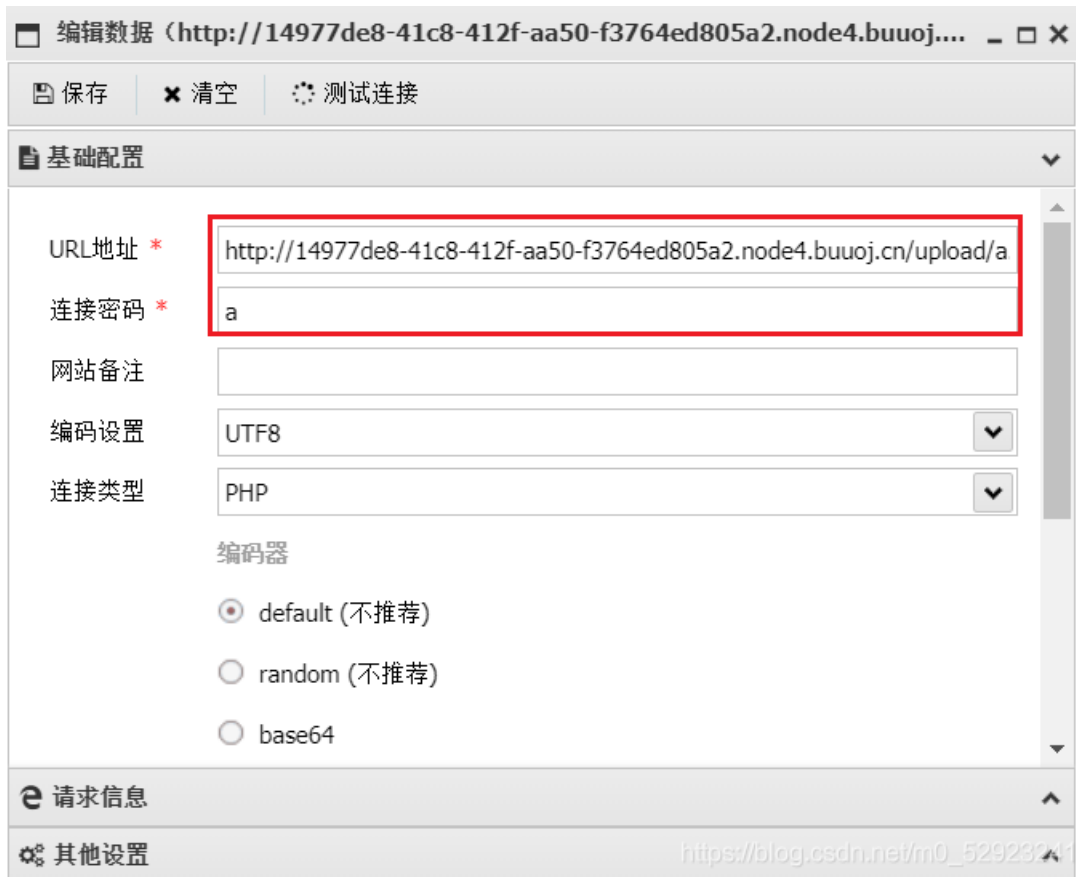 编辑数据（http://14977de8-41c8-412f-aa50-f3764ed805a2.node4.buuoj....
保存 清空 测试连接
基础配置
URL地址 * http://14977de8-41c8-412f-aa50-f3764ed805a2.node4.buuoj.cn/upload/a
连接密码 * a
网站备注
编码设置 UTF8
连接类型 PHP
编码器
default (不推荐)
random (不推荐)
base64
请求信息
其他设置
https://blog.csdn.net/m0_52923241